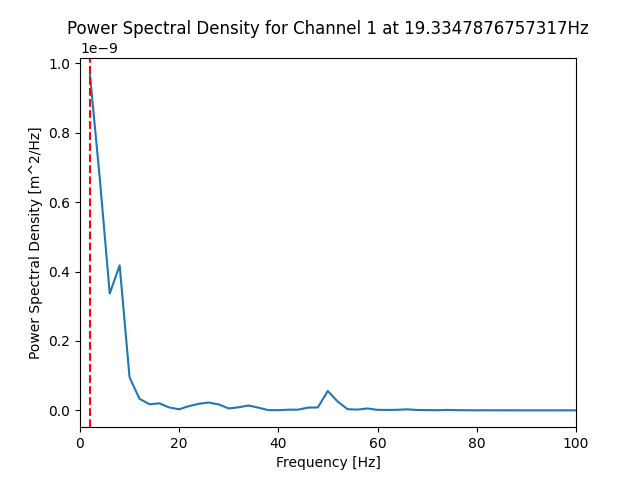 Power Spectral Density for Channel 1 at 19.3347876757317Hz
1e−9
1.0
0.8
0.6
0.4
0.2
0.0
Power Spectral Density [m^2/Hz]
0 20 40 60 80 100
Frequency [Hz]